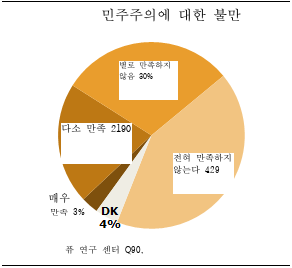 민주주의에 대한 불만
별로 만족하지
않음 30%
다소 만족 2190
전혀 만족하지
않는다 429
매우
만족 3%
DK
4%
퓨 연구 센터 Q90.